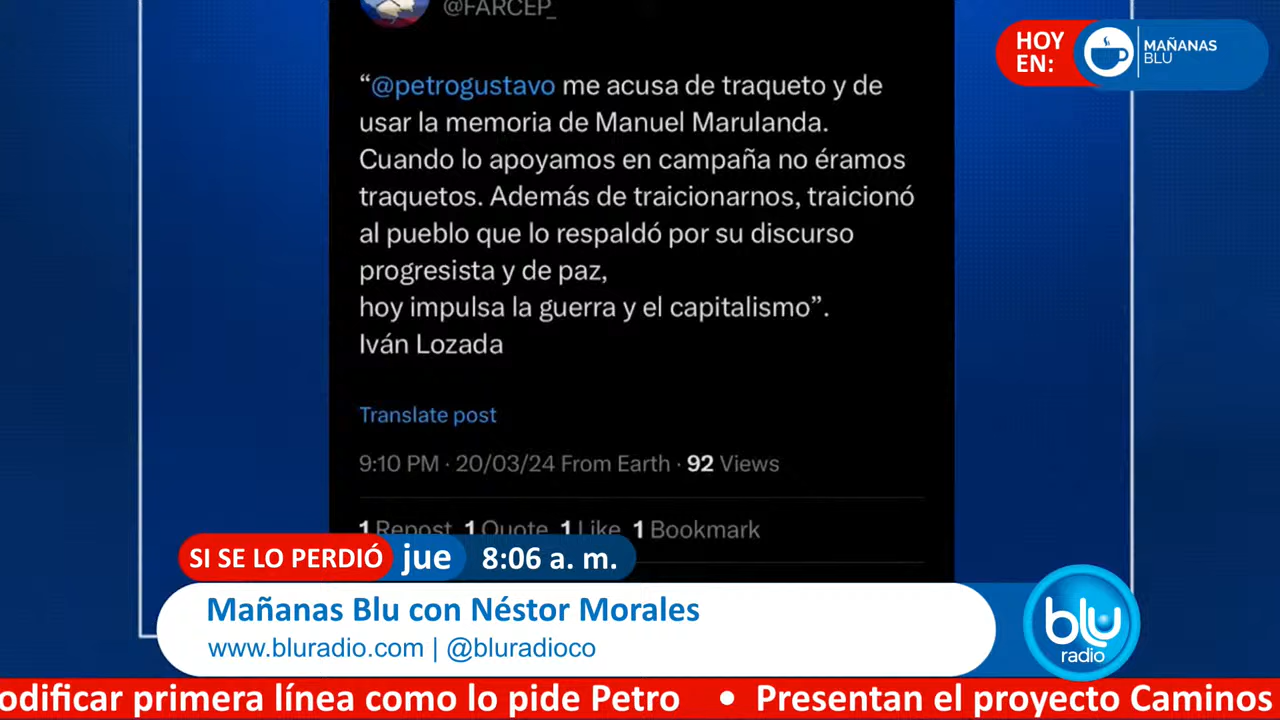 @FARCEP_
HOY
EN:
MAÑANAS
BLU
“@petrogustavo me acusa de traqueto y de
usar la memoria de Manuel Marulanda.
Cuando lo apoyamos en campaña no éramos
traquetos. Además de traicionarnos, traicionó
al pueblo que lo respaldó por su discurso
progresista y de paz,
hoy impulsa la guerra y el capitalismo”.
Iván Lozada
Translate post
9:10 PM · 20/03/24 From Earth · 92 Views
1 Repost 1 Quote 1 Like 1 Bookmark
SI SE LO PERDIÓ jue 8:06 a. m.
Mañanas Blu con Néstor Morales
www.bluradio.com | @bluradioco
blu
radio
odificar primera línea como lo pide Petro • Presentan el proyecto Caminos